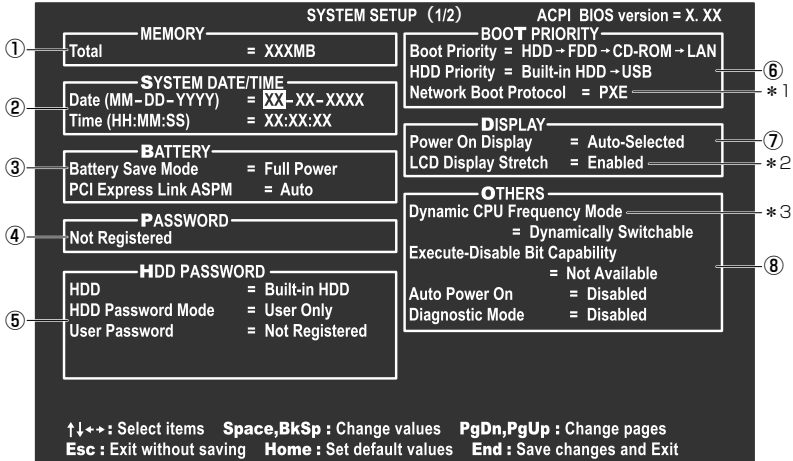 SYSTEM SETUP (1/2) ACPI BIOS version = X. XX
① MEMORY
Total = XXXMB
② SYSTEM DATE/TIME
Date (MM-DD-YYYY) = XX-XX-XXXX
Time (HH:MM:SS) = XX:XX:XX
③ BATTERY
Battery Save Mode = Full Power
PCI Express Link ASPM = Auto
④ PASSWORD
Not Registered
⑤ HDD PASSWORD
HDD = Built-in HDD
HDD Password Mode = User Only
User Password = Not Registered
BOOT PRIORITY
Boot Priority = HDD→FDD→CD-ROM→LAN
HDD Priority = Built-in HDD→USB ⑥
Network Boot Protocol = PXE *1
DISPLAY
Power On Display = Auto-Selected ⑦
LCD Display Stretch = Enabled *2
OTHERS
Dynamic CPU Frequency Mode *3
= Dynamically Switchable
Execute-Disable Bit Capability
= Not Available ⑧
Auto Power On = Disabled
Diagnostic Mode = Disabled
↑↓←→: Select items Space,BkSp : Change values PgDn,PgUp : Change pages
Esc : Exit without saving Home : Set default values End : Save changes and Exit